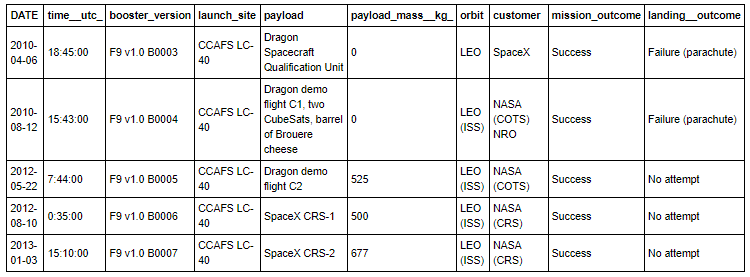 DATE time__utc_ booster_version launch_site payload payload_mass__kg_ orbit customer mission_outcome landing__outcome
2010-
04-06
18:45:00
F9 v1.0 B0003
CCAFS LC-
40
Dragon
Spacecraft
Qualification Unit
0
LEO
SpaceX
Success
Failure (parachute)
2010-
08-12
15:43:00
F9 v1.0 B0004
CCAFS LC-
40
Dragon demo
flight C1, two
CubeSats, barrel
of Brouere
cheese
0
LEO
(ISS)
NASA
(COTS)
NRO
Success
Failure (parachute)
2012-
05-22
7:44:00
F9 v1.0 B0005
CCAFS LC-
40
Dragon demo
flight C2
525
LEO
(ISS)
NASA
(COTS)
Success
No attempt
2012-
08-10
0:35:00
F9 v1.0 B0006
CCAFS LC-
40
SpaceX CRS-1
500
LEO
(ISS)
NASA
(CRS)
Success
No attempt
2013-
01-03
15:10:00
F9 v1.0 B0007
CCAFS LC-
40
SpaceX CRS-2
677
LEO
(ISS)
NASA
(CRS)
Success
No attempt